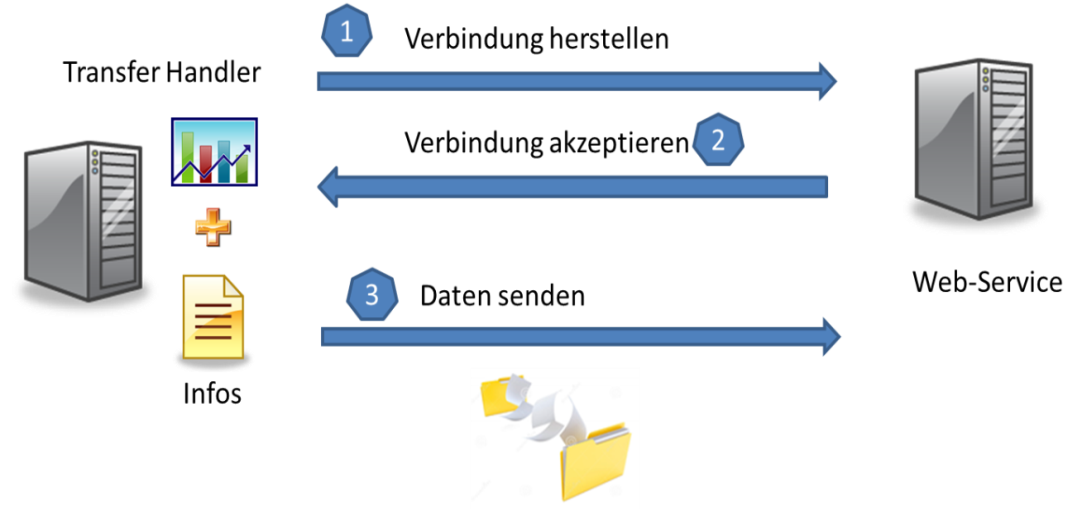 1
Verbindung herstellen
Transfer Handler
Verbindung akzeptieren 2
3
Daten senden
Web-Service
Infos